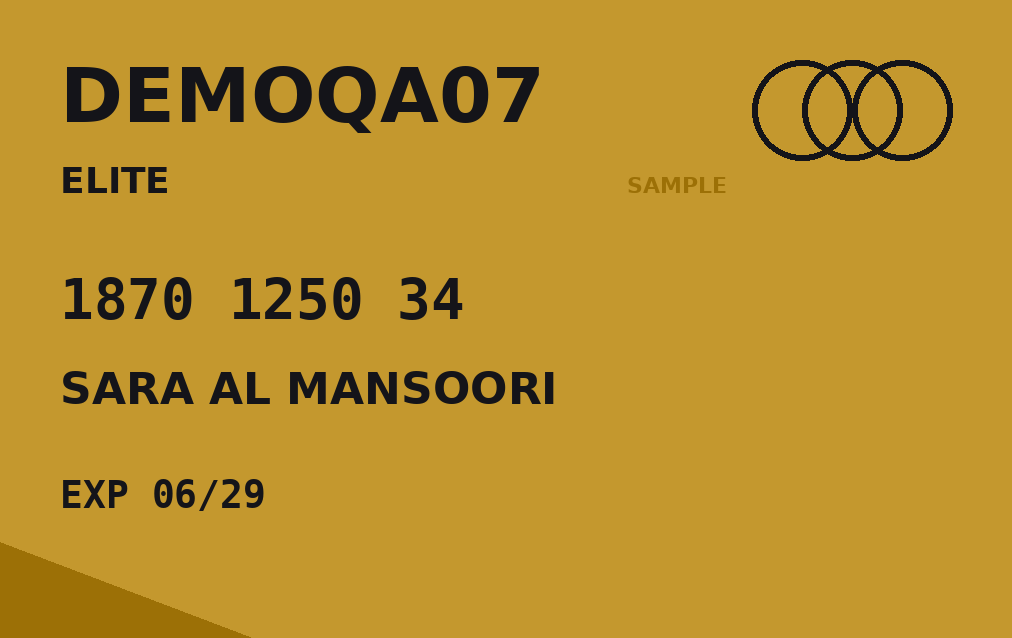 DEMOQA07
ELITE
SAMPLE
1870 1250 34
SARA AL MANSOORI
EXP 06/29